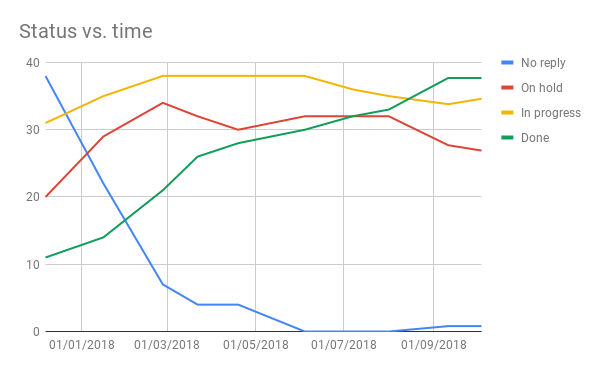 Status vs. time
40
30
20
10
0
01/01/2018 01/03/2018 01/05/2018 01/07/2018 01/09/2018
No reply
On hold
In progress
Done